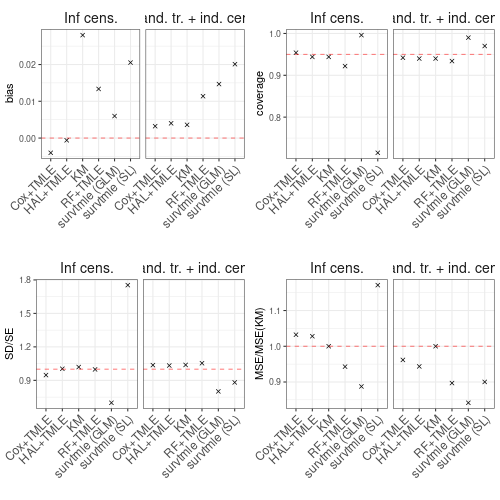 Inf cens.
and. tr. + ind. cen
bias
0.02
0.01
0.00
Cox+TMLE
HAL+TMLE
KM
RF+TMLE
survtmle (GLM)
survtmle (SL)
Cox+TMLE
HAL+TMLE
KM
RF+TMLE
survtmle (GLM)
survtmle (SL)
Inf cens.
and. tr. + ind. cen
coverage
1.0
0.9
0.8
Cox+TMLE
HAL+TMLE
KM
RF+TMLE
survtmle (GLM)
survtmle (SL)
Cox+TMLE
HAL+TMLE
KM
RF+TMLE
survtmle (GLM)
survtmle (SL)
Inf cens.
and. tr. + ind. cen
SD/SE
1.8
1.5
1.2
0.9
Cox+TMLE
HAL+TMLE
KM
RF+TMLE
survtmle (GLM)
survtmle (SL)
Cox+TMLE
HAL+TMLE
KM
RF+TMLE
survtmle (GLM)
survtmle (SL)
Inf cens.
and. tr. + ind. cen
MSE/MSE(KM)
1.1
1.0
0.9
Cox+TMLE
HAL+TMLE
KM
RF+TMLE
survtmle (GLM)
survtmle (SL)
Cox+TMLE
HAL+TMLE
KM
RF+TMLE
survtmle (GLM)
survtmle (SL)